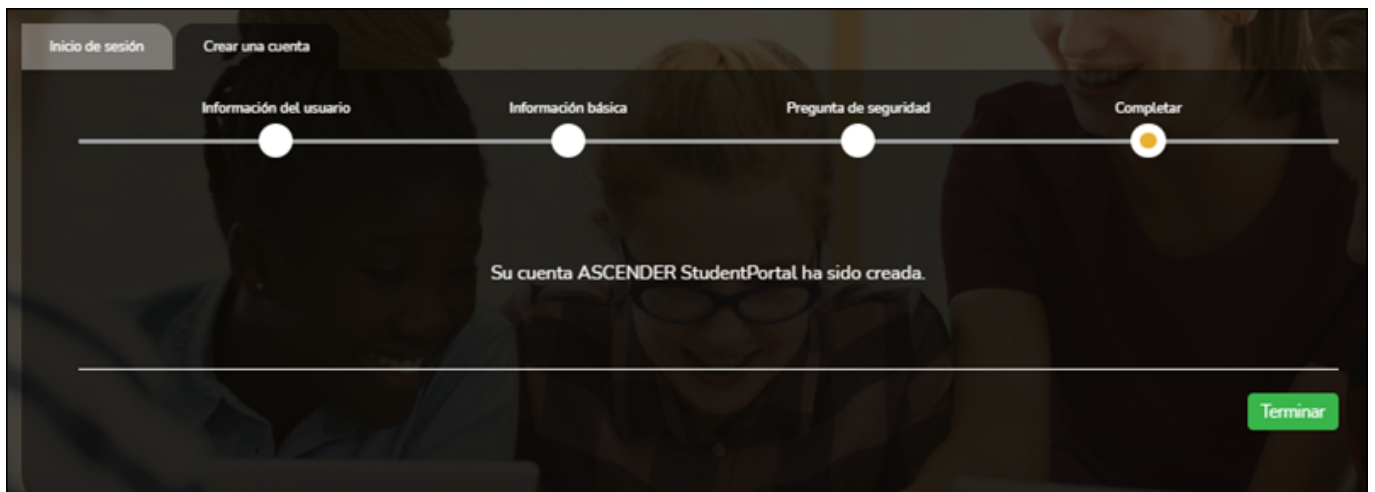 Inicio de sesión
Crear una cuenta
Información del usuario
Información básica
Pregunta de seguridad
Completar
Su cuenta ASCENDER StudentPortal ha sido creada.
Terminar